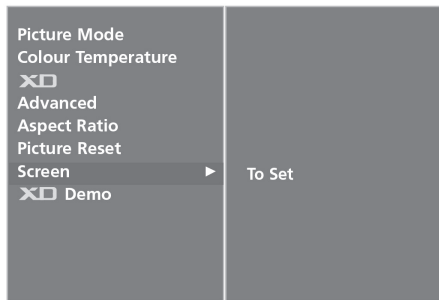 Picture Mode
Colour Temperature
XD
Advanced
Aspect Ratio
Picture Reset
Screen ▶ To Set
XD Demo